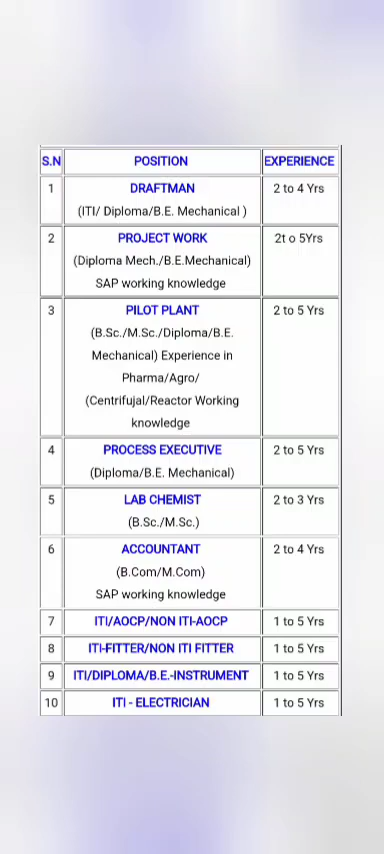 S.N POSITION EXPERIENCE
1 DRAFTMAN 2 to 4 Yrs
(ITI/ Diploma/B.E. Mechanical )
2 PROJECT WORK 2t o 5Yrs
(Diploma Mech./B.E.Mechanical)
SAP working knowledge
3 PILOT PLANT 2 to 5 Yrs
(B.Sc./M.Sc./Diploma/B.E.
Mechanical) Experience in
Pharma/Agro/
(Centrifujal/Reactor Working
knowledge
4 PROCESS EXECUTIVE 2 to 5 Yrs
(Diploma/B.E. Mechanical)
5 LAB CHEMIST 2 to 3 Yrs
(B.Sc./M.Sc.)
6 ACCOUNTANT 2 to 4 Yrs
(B.Com/M.Com)
SAP working knowledge
7 ITI/AOCP/NON ITI-AOCP 1 to 5 Yrs
8 ITI-FITTER/NON ITI FITTER 1 to 5 Yrs
9 ITI/DIPLOMA/B.E.-INSTRUMENT 1 to 5 Yrs
10 ITI - ELECTRICIAN 1 to 5 Yrs